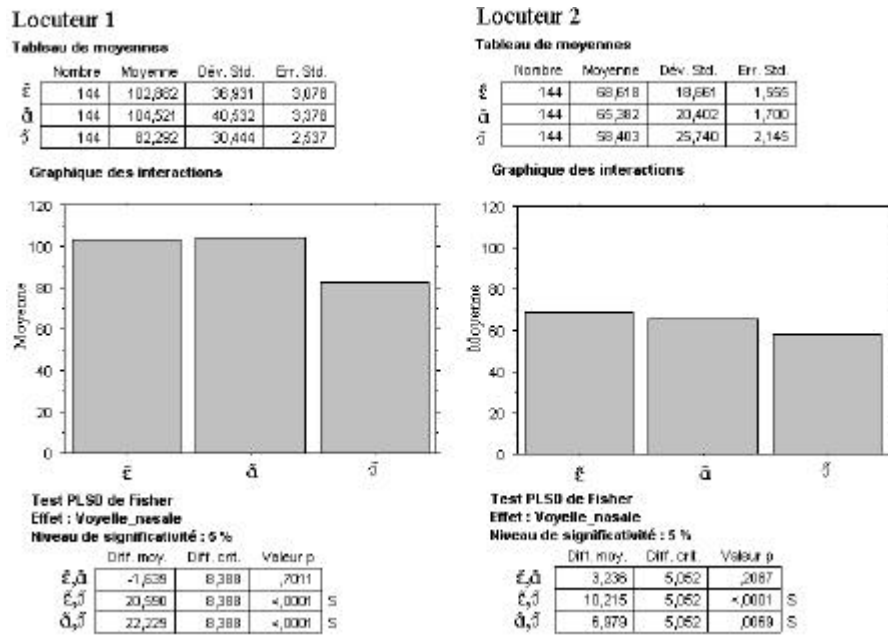 Locuteur 1
Tableau de moyennes
Nombre Moyenne Dév. Std. Err. Std.
ɛ̃ 144 102,882 36,931 3,078
ɑ̃ 144 104,521 40,532 3,378
ɔ̃ 144 82,292 30,444 2,537
Graphique des interactions
Moyenne
120
100
80
60
40
20
0
ɛ̃ ɑ̃ ɔ̃
Test PLSD de Fisher
Effet : Voyelle_nasale
Niveau de significativité : 5 %
Diff. moy. Diff. crit. Valeur p
ɛ̃,ɑ̃ -1,639 8,388 ,7011
ɛ̃,ɔ̃ 20,590 8,388 <,0001 S
ɑ̃,ɔ̃ 22,229 8,388 <,0001 S
Locuteur 2
Tableau de moyennes
Nombre Moyenne Dév. Std. Err. Std.
ɛ̃ 144 68,618 18,661 1,555
ɑ̃ 144 65,382 20,402 1,700
ɔ̃ 144 58,403 25,740 2,145
Graphique des interactions
Moyenne
120
100
80
60
40
20
0
ɛ̃ ɑ̃ ɔ̃
Test PLSD de Fisher
Effet : Voyelle_nasale
Niveau de significativité : 5 %
Diff. moy. Diff. crit. Valeur p
ɛ̃,ɑ̃ 3,236 5,052 ,2087
ɛ̃,ɔ̃ 10,215 5,052 <,0001 S
ɑ̃,ɔ̃ 6,979 5,052 ,0069 S